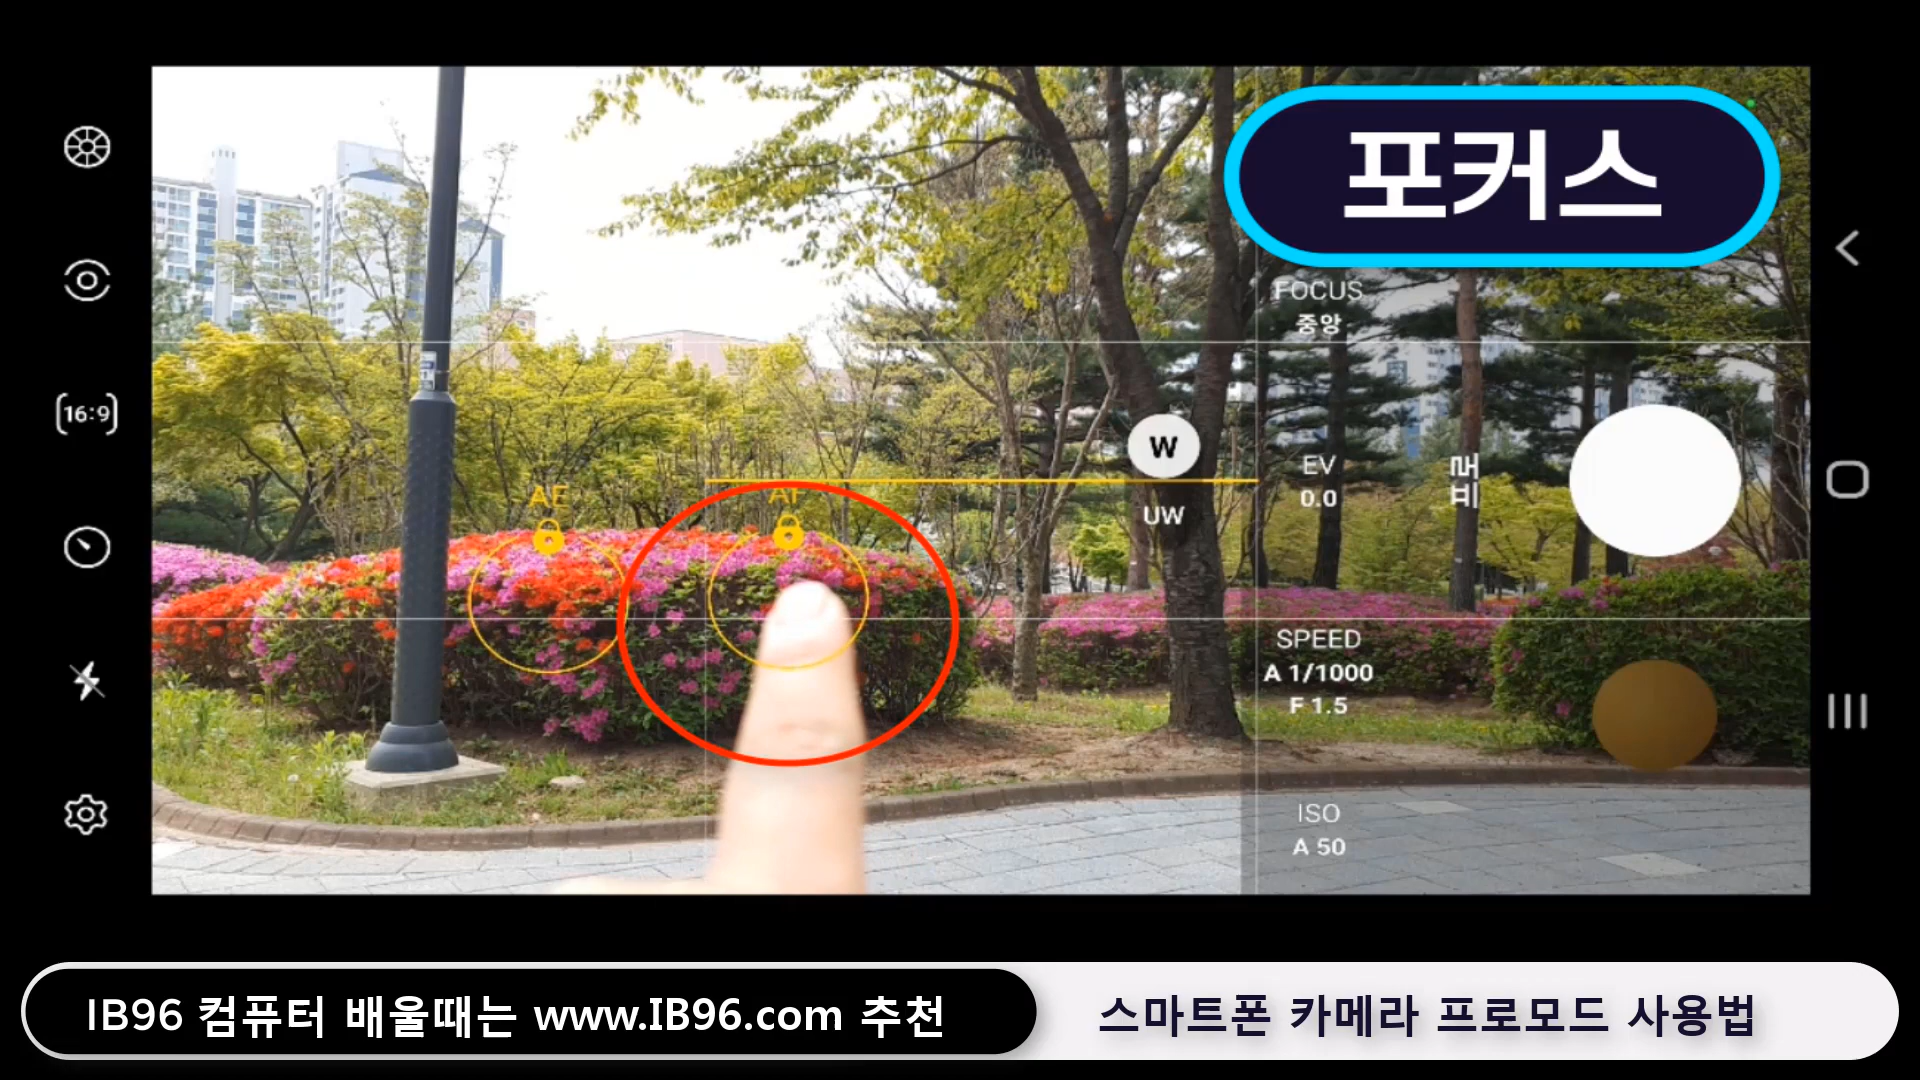 포커스
FOCUS
중앙
[16:9]
W
EV
0.0
프로
AE
AF
UW
SPEED
A 1/1000
F 1.5
ISO
A 50
IB96 컴퓨터 배울때는 www.IB96.com 추천
스마트폰 카메라 프로모드 사용법